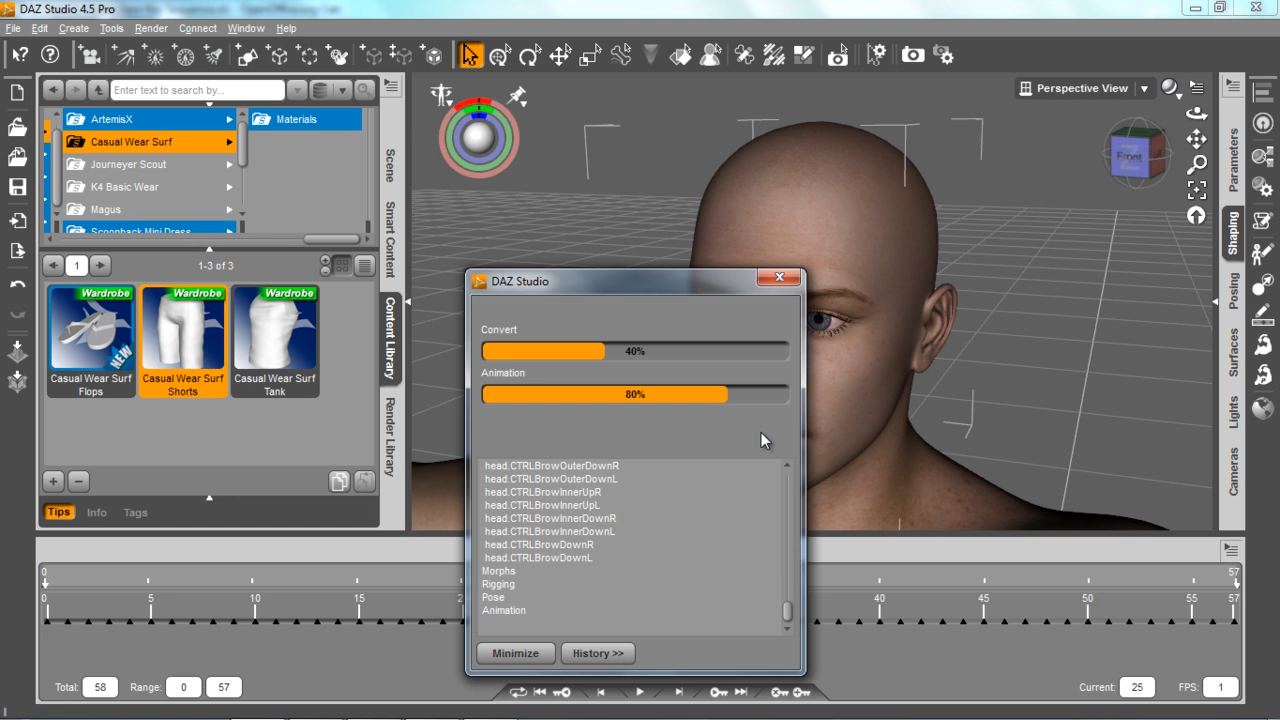 DAZ Studio 4.5 Pro
File Edit Create Tools Render Connect Window Help
Enter text to search by...
ArtemisX
Materials
Casual Wear Surf
Journeyer Scout
K4 Basic Wear
Magus
Scoopback Mini Dress
1
1-3 of 3
Wardrobe
NEW
Casual Wear Surf
Flops
Wardrobe
Casual Wear Surf
Shorts
Wardrobe
Casual Wear Surf
Tank
Tips Info Tags
Scene
Smart Content
Content Library
Render Library
Perspective View
Front
Parameters
Shaping
Posing
Surfaces
Lights
Cameras
DAZ Studio
Convert
40%
Animation
80%
head.CTRLBrowOuterDownR
head.CTRLBrowOuterDownL
head.CTRLBrowInnerUpR
head.CTRLBrowInnerUpL
head.CTRLBrowInnerDownR
head.CTRLBrowInnerDownL
head.CTRLBrowDownR
head.CTRLBrowDownL
Morphs
Rigging
Pose
Animation
Minimize History >>
0 57
0 5 10 15 40 45 50 55 57
Total: 58 Range: 0 57 Current: 25 FPS: 1